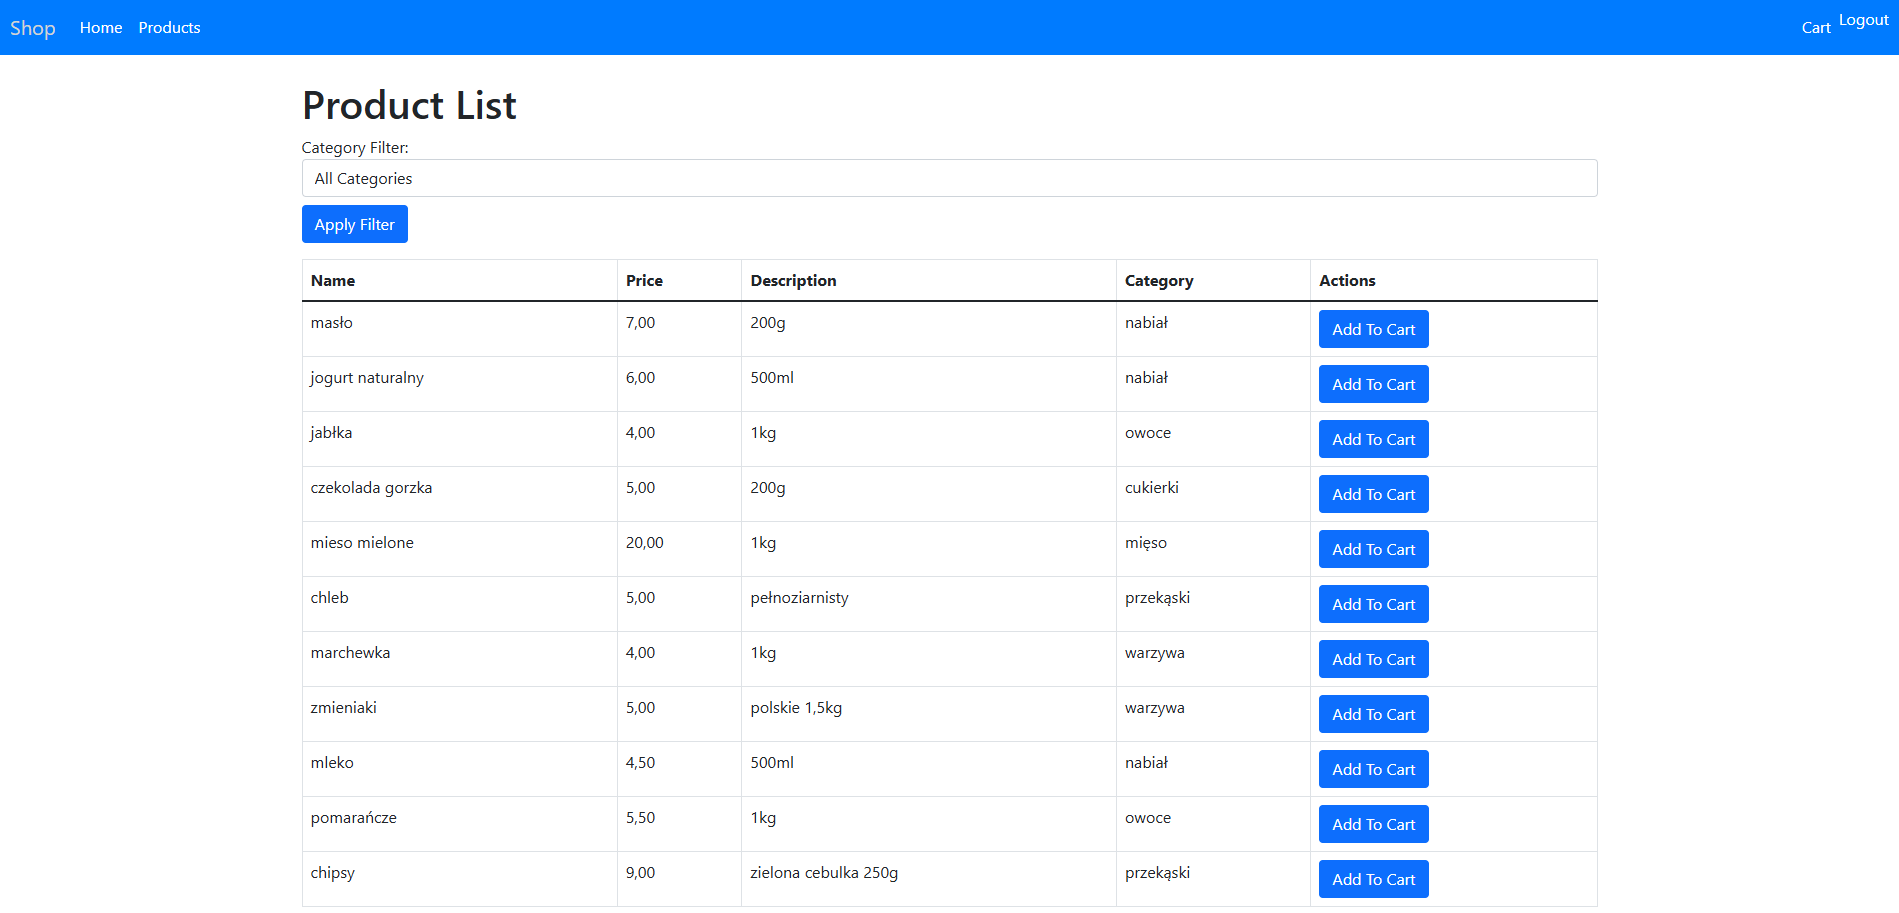 Shop Home Products Cart Logout
Product List
Category Filter:
All Categories
Apply Filter
Name Price Description Category Actions
masło 7,00 200g nabiał Add To Cart
jogurt naturalny 6,00 500ml nabiał Add To Cart
jabłka 4,00 1kg owoce Add To Cart
czekolada gorzka 5,00 200g cukierki Add To Cart
mieso mielone 20,00 1kg mięso Add To Cart
chleb 5,00 pełnoziarnisty przekąski Add To Cart
marchewka 4,00 1kg warzywa Add To Cart
zmieniaki 5,00 polskie 1,5kg warzywa Add To Cart
mleko 4,50 500ml nabiał Add To Cart
pomarańcze 5,50 1kg owoce Add To Cart
chipsy 9,00 zielona cebulka 250g przekąski Add To Cart